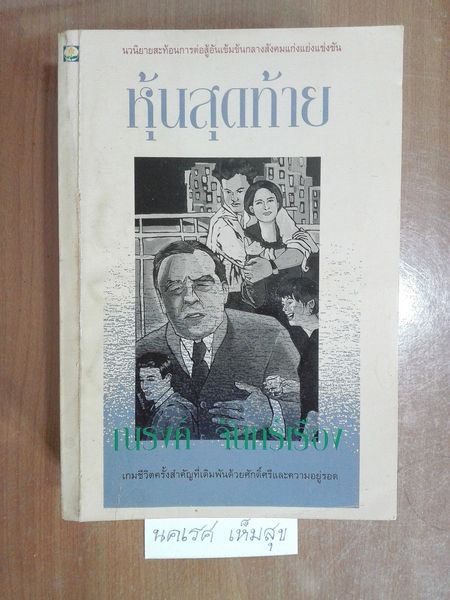 นวนิยายสะท้อนการต่อสู้อันเข้มข้นกลางสังคมแก่งแย่งแข่งขัน
หุ้นสุดท้าย
ณรงค์ จันทร์เรือง
เกมชีวิตครั้งสำคัญที่เดิมพันด้วยศักดิ์ศรีและความอยู่รอด
นคเรศ เห็มสุข